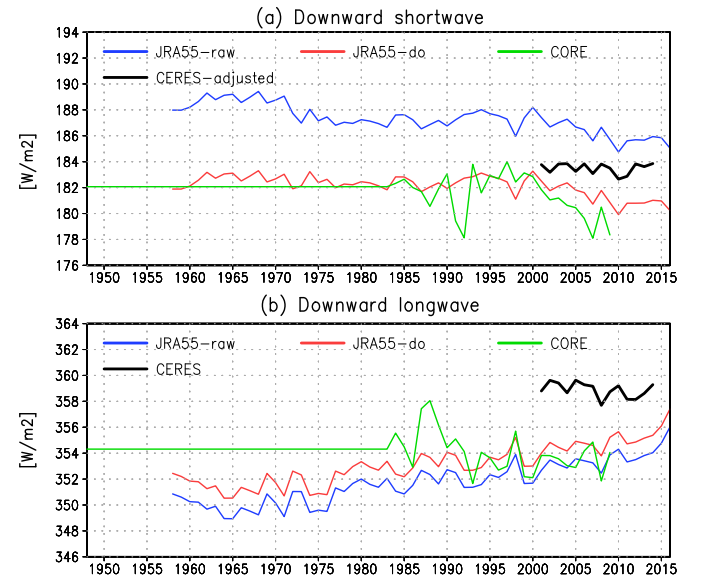 (a) Downward shortwave
194
192
190
188
186
184
182
180
178
176
[W/m2]
JRA55-raw JRA55-do CORE
CERES-adjusted
1950 1955 1960 1965 1970 1975 1980 1985 1990 1995 2000 2005 2010 2015
(b) Downward longwave
364
362
360
358
356
354
352
350
348
346
[W/m2]
JRA55-raw JRA55-do CORE
CERES
1950 1955 1960 1965 1970 1975 1980 1985 1990 1995 2000 2005 2010 2015